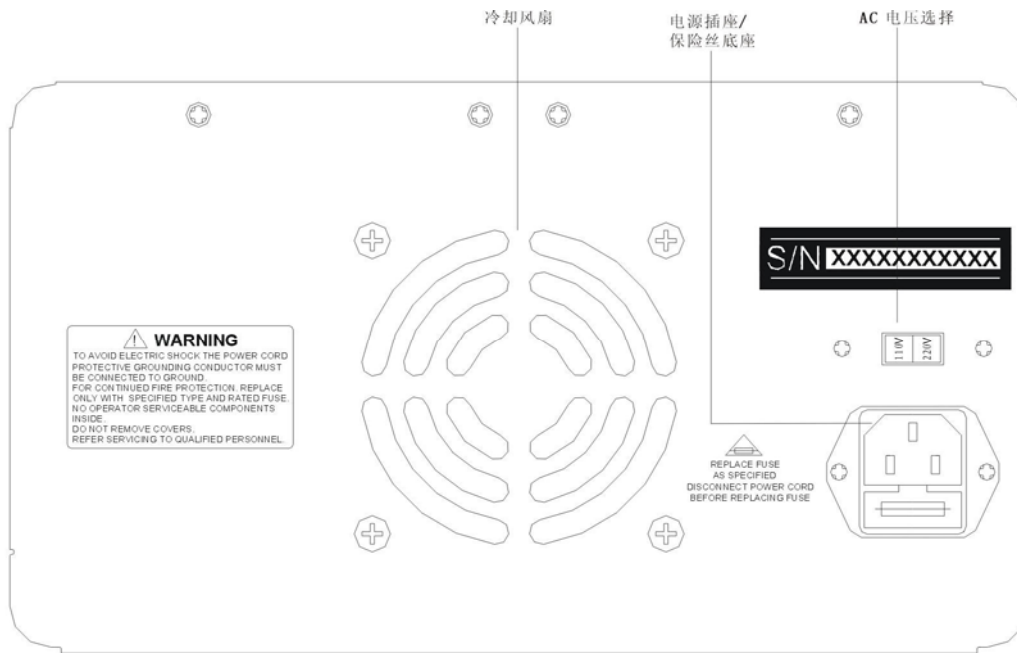 冷却风扇
电源插座/
保险丝底座
AC 电压选择
S/N XXXXXXXXXXX
WARNING
TO AVOID ELECTRIC SHOCK THE POWER CORD
PROTECTIVE GROUNDING CONDUCTOR MUST
BE CONNECTED TO GROUND.
FOR CONTINUED FIRE PROTECTION. REPLACE
ONLY WITH SPECIFIED TYPE AND RATED FUSE.
NO OPERATOR SERVICEABLE COMPONENTS
INSIDE.
DO NOT REMOVE COVERS.
REFER SERVICING TO QUALIFIED PERSONNEL.
110V
220V
REPLACE FUSE
AS SPECIFIED
DISCONNECT POWER CORD
BEFORE REPLACING FUSE